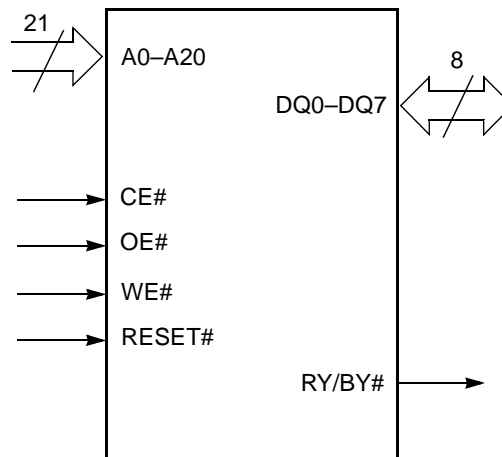 21
A0–A20
8
DQ0–DQ7
CE#
OE#
WE#
RESET#
RY/BY#